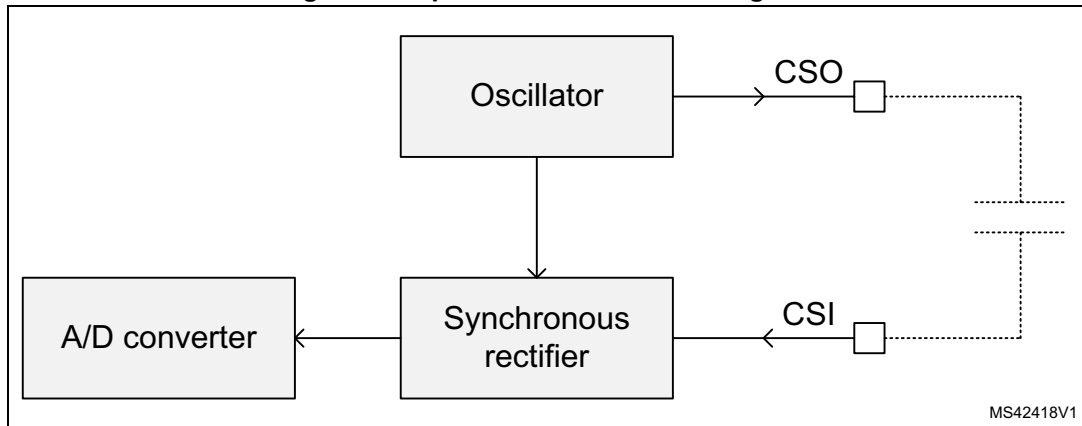 Oscillator
CSO
A/D converter
Synchronous
rectifier
CSI
MS42418V1